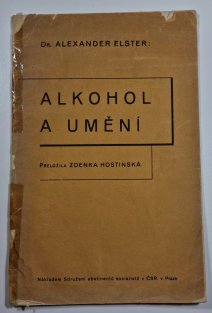 Dr. ALEXANDER ELSTER:
ALKOHOL
A UMĚNÍ
Přeložila ZDENKA HOSTINSKÁ
Nákladem Sdružení abstinentů socialistů v ČSR. v Praze